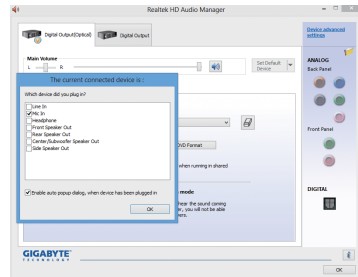 Realtek HD Audio Manager
Digital Output(Optical)
Digital Output
Device advanced settings
Main Volume
L
R
Set Default Device
ANALOG
Back Panel
The current connected device is :
Which device did you plug in?
Line In
Mic In
Headphone
Front Speaker Out
Rear Speaker Out
Center/Subwoofer Speaker Out
Side Speaker Out
DVD Format
Front Panel
when running in shared
mode
hear the sound coming
er, you will not be able
Enable auto popup dialog, when device has been plugged in
OK
DIGITAL
GIGABYTE
TECHNOLOGY
OK